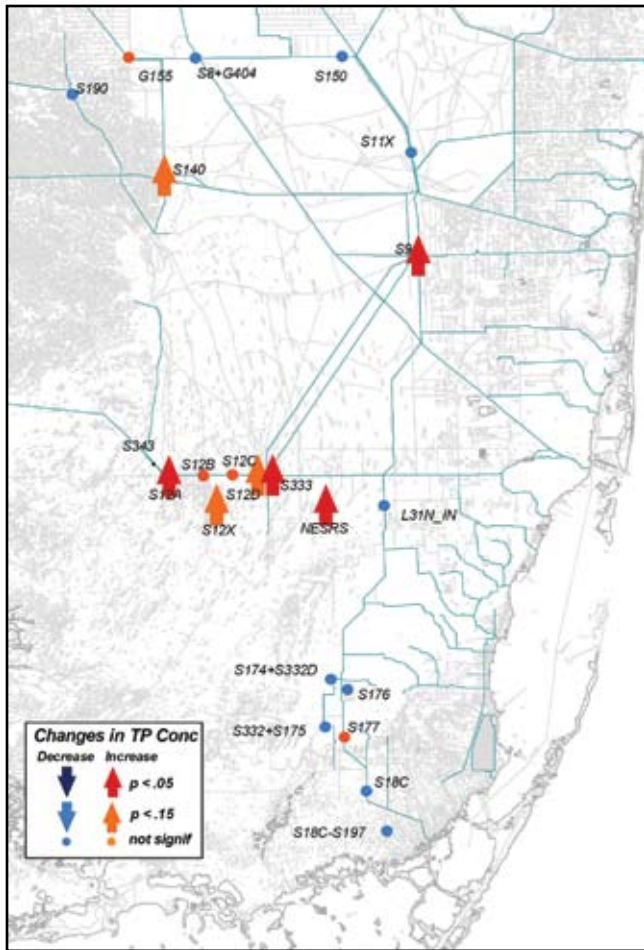 G155
S8+G404
S150
S190
S11X
S140
S9
S343
S12B
S12C
S12A
S12D
S333
S12X
NESRS
L31N_IN
S174+S332D
S176
S332+S175
S177
S18C
S18C-S197
Changes in TP Conc
Decrease Increase
p < .05
p < .15
not signif